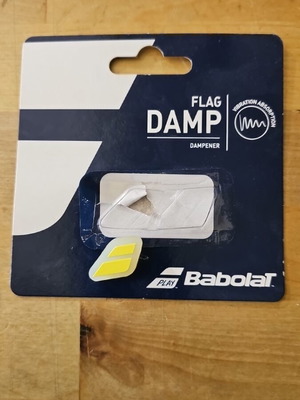 FLAG
DAMP
DAMPENER
VIBRATION ABSORPTION
PLAY
Babolat